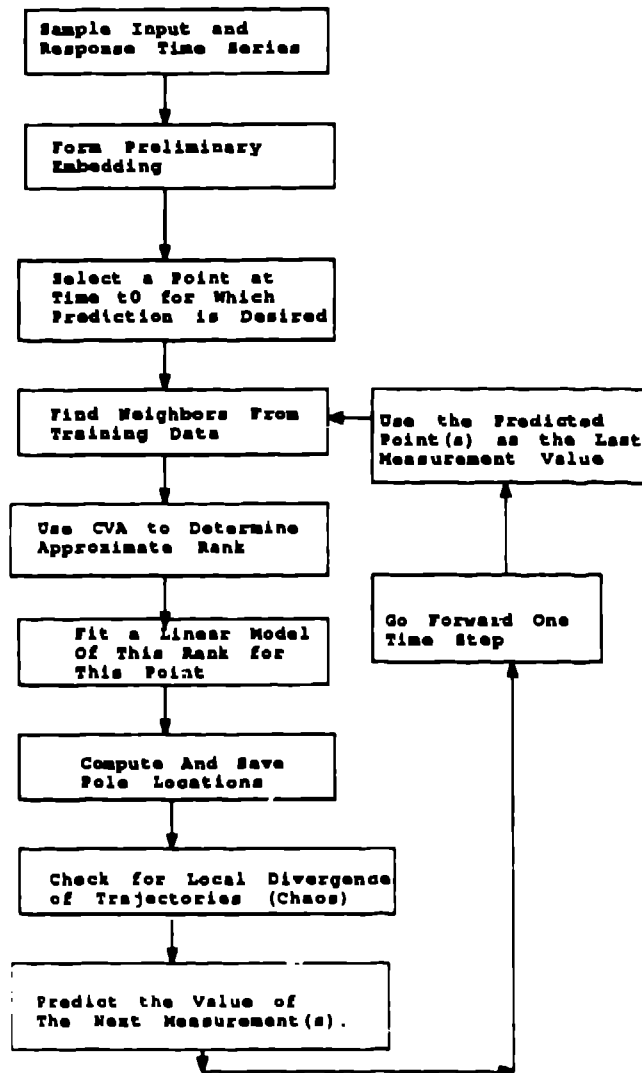 Sample Input and
Response Time Series
Form Preliminary
Embedding
Select a Point at
Time t0 for Which
Prediction is Desired
Find Neighbors From
Training Data
Use the Predicted
Point(s) as the Last
Measurement Value
Use CVA to Determine
Approximate Rank
Go Forward One
Time Step
Fit a Linear Model
Of This Rank for
This Point
Compute And Save
Pole Locations
Check for Local Divergence
of Trajectories (Chaos)
Predict the Value of
The Next Measurement(s).